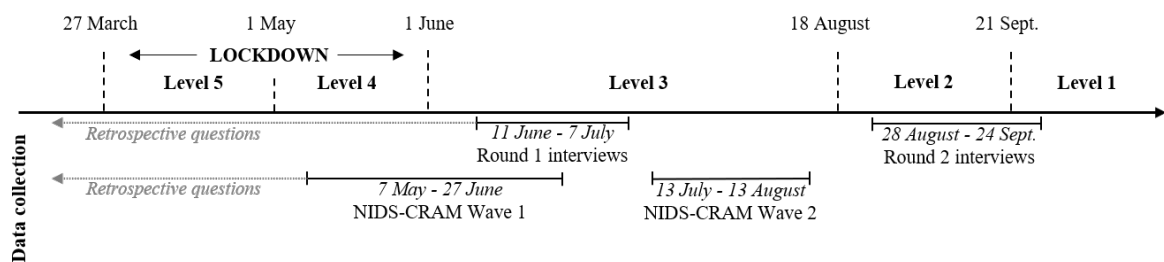 27 March 1 May 1 June 18 August 21 Sept.
LOCKDOWN
Level 5 Level 4 Level 3 Level 2 Level 1
Data collection
Retrospective questions 11 June - 7 July 28 August - 24 Sept.
Round 1 interviews Round 2 interviews
Retrospective questions 7 May - 27 June 13 July - 13 August
NIDS-CRAM Wave 1 NIDS-CRAM Wave 2